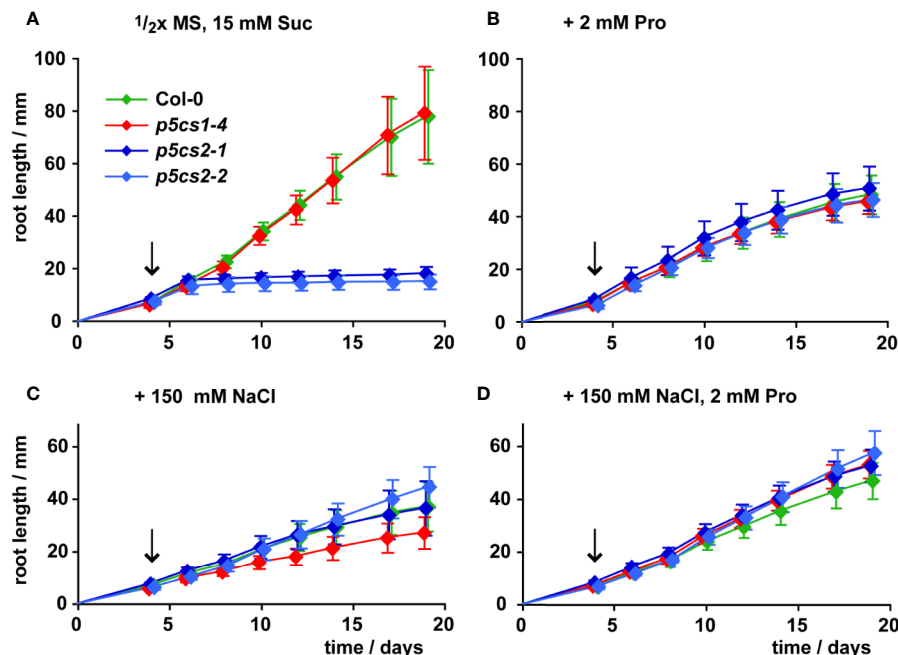 A
1/2x MS, 15 mM Suc
100
80
60
40
20
0
root length / mm
Col-0
p5cs1-4
p5cs2-1
p5cs2-2
0 5 10 15 20
B
+ 2 mM Pro
100
80
60
40
20
0
0 5 10 15 20
C
+ 150 mM NaCl
60
40
20
0
root length / mm
0 5 10 15 20
time / days
D
+ 150 mM NaCl, 2 mM Pro
60
40
20
0
0 5 10 15 20
time / days